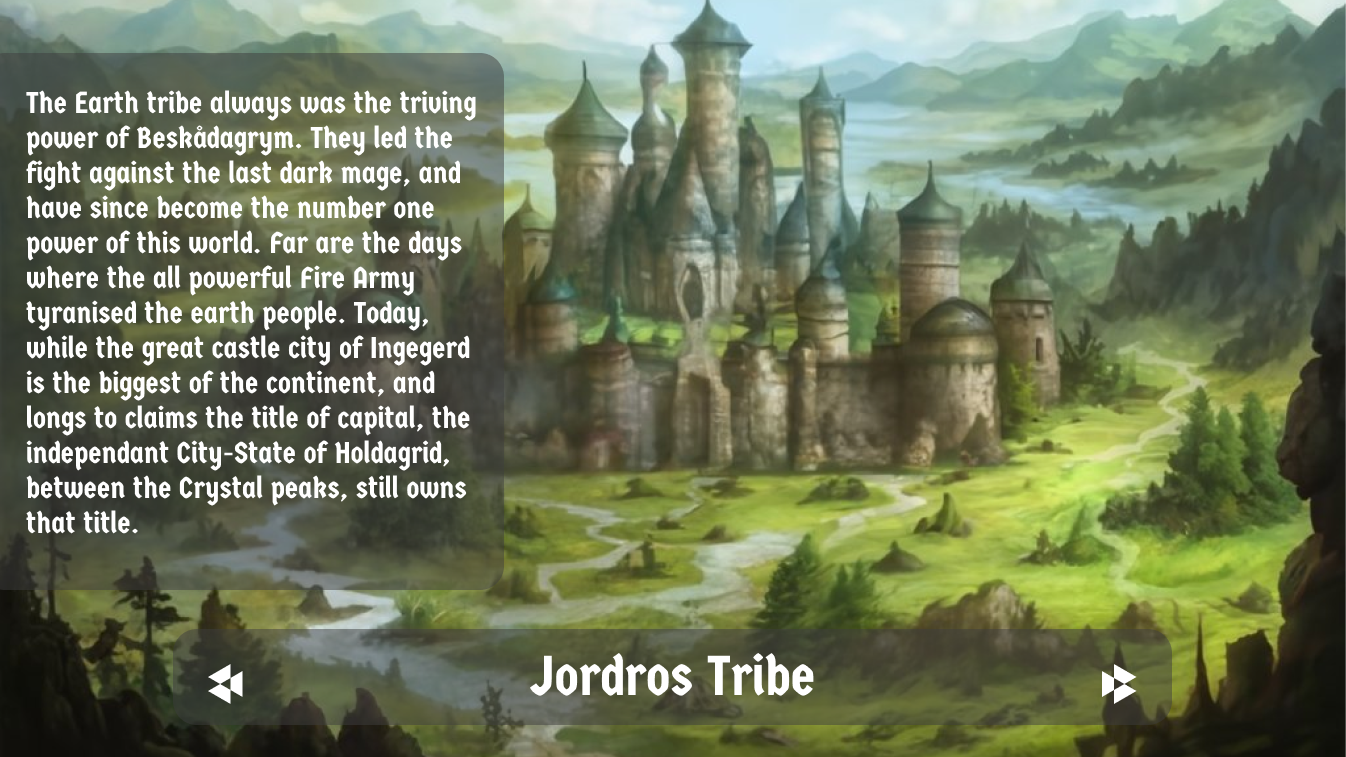 The Earth tribe always was the triving
power of Beskådagrym. They led the
fight against the last dark mage, and
have since become the number one
power of this world. Far are the days
where the all powerful Fire Army
tyranised the earth people. Today,
while the great castle city of Ingegerd
is the biggest of the continent, and
longs to claims the title of capital, the
independant City-State of Holdagrid,
between the Crystal peaks, still owns
that title.
Jordros Tribe